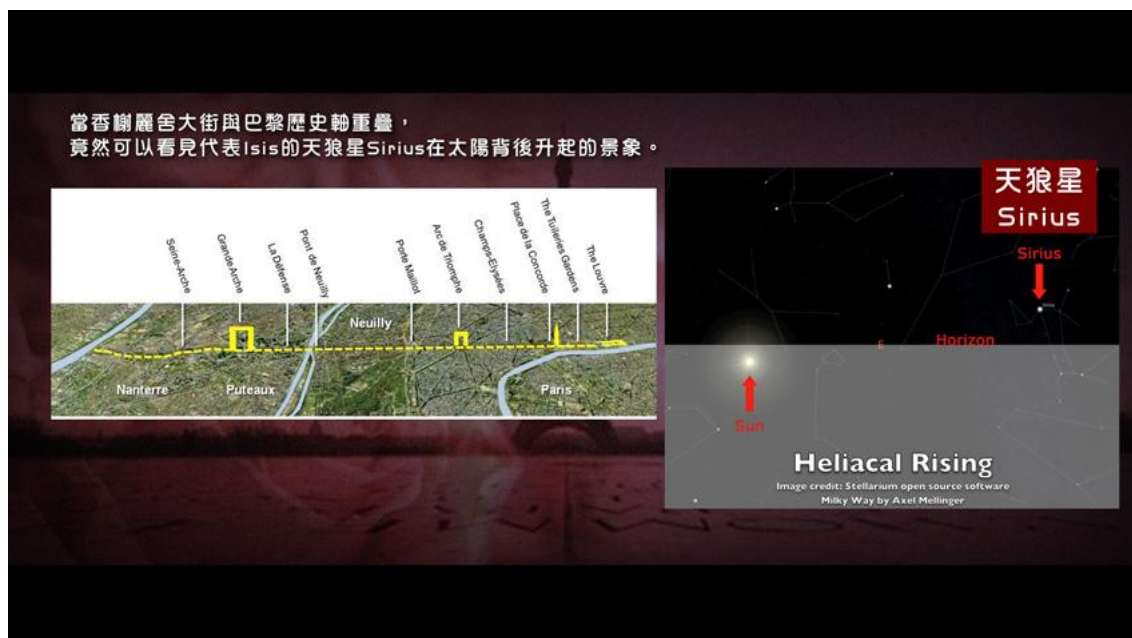 當香榭麗舍大街與巴黎歷史軸重疊，
竟然可以看見代表Isis的天狼星Sirius在太陽背後升起的景象。
Seine-Arche
Grande Arche
La Défense
Pont de Neuilly
Porte Maillot
Arc de Triomphe
Champs-Elysées
Place de la Concorde
The Tuileries Gardens
The Louvre
Neuilly
Nanterre
Puteaux
Paris
天狼星
Sirius
Sirius
Sirius
E
Horizon
Sun
Heliacal Rising
Image credit: Stellarium open source software
Milky Way by Axel Mellinger